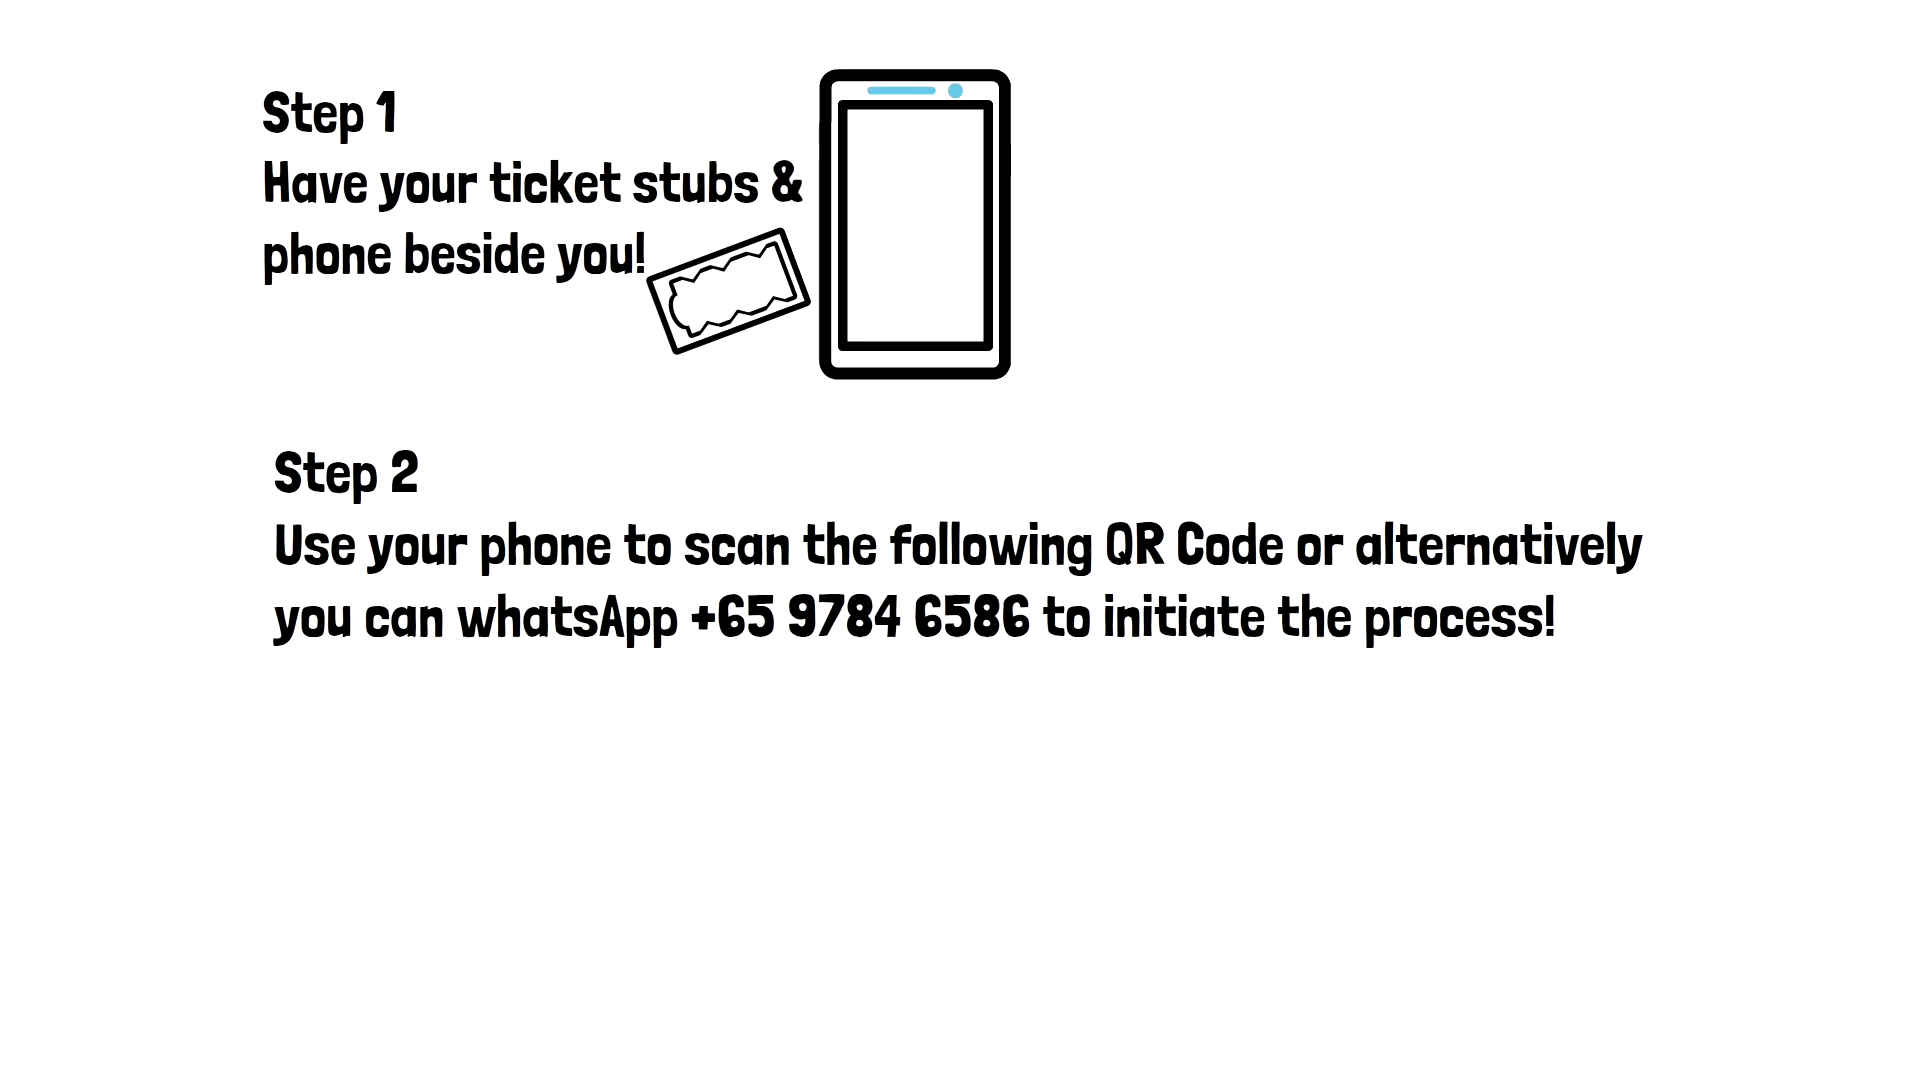 Step 1
Have your ticket stubs &
phone beside you!
Step 2
Use your phone to scan the following QR Code or alternatively
you can whatsApp +65 9784 6586 to initiate the process!